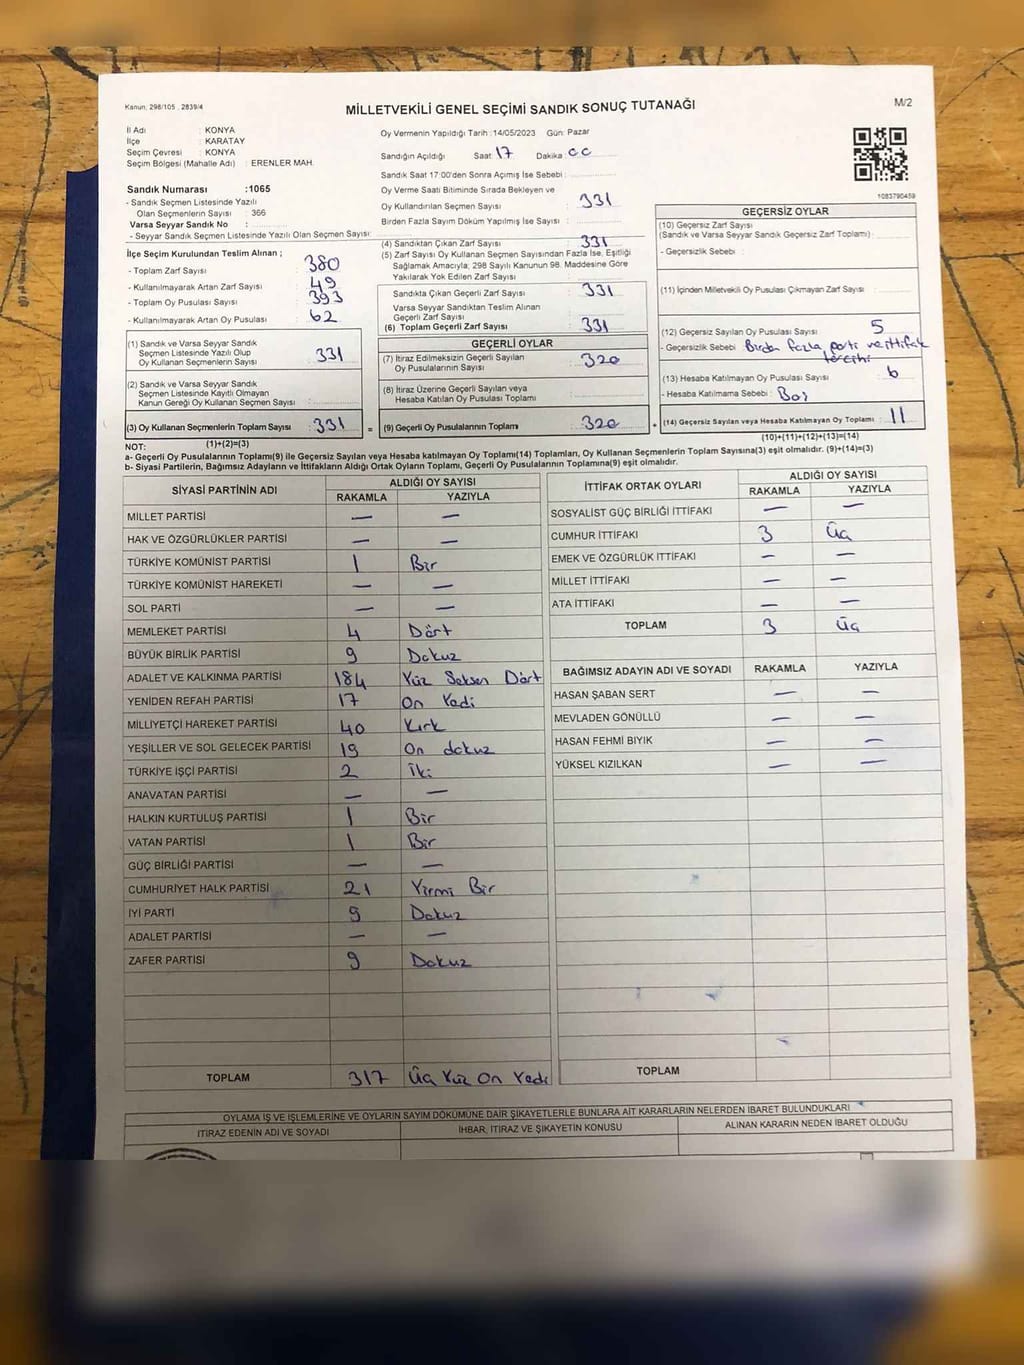 Kanun, 298/105 , 2839/4
MİLLETVEKİLİ GENEL SEÇİMİ SANDIK SONUÇ TUTANAĞI
M/2
İl Adı : KONYA
İlçe : KARATAY
Seçim Çevresi : KONYA
Seçim Bölgesi (Mahalle Adı) : ERENLER MAH.
Sandık Numarası :1065
- Sandık Seçmen Listesinde Yazılı
Olan Seçmenlerin Sayısı : 366
Varsa Seyyar Sandık No :
- Seyyar Sandık Seçmen Listesinde Yazılı Olan Seçmen Sayısı:
İlçe Seçim Kurulundan Teslim Alınan ;
- Toplam Zarf Sayısı : 380
- Kullanılmayarak Artan Zarf Sayısı : 49
- Toplam Oy Pusulası Sayısı : 393
- Kullanılmayarak Artan Oy Pusulası : 62
Oy Vermenin Yapıldığı Tarih :14/05/2023 Gün: Pazar
Sandığın Açıldığı Saat 17 Dakika 00
Sandık Saat 17:00'den Sonra Açımış İse Sebebi :
Oy Verme Saati Bitiminde Sırada Bekleyen ve
Oy Kullandırılan Seçmen Sayısı : 331
Birden Fazla Sayım Döküm Yapılmış İse Sayısı :
(4) Sandıktan Çıkan Zarf Sayısı : 331
(5) Zarf Sayısı Oy Kullanan Seçmen Sayısından Fazla İse, Eşitliği
Sağlamak Amacıyla; 298 Sayılı Kanunun 98. Maddesine Göre
Yakılarak Yok Edilen Zarf Sayısı :
Sandıkta Çıkan Geçerli Zarf Sayısı : 331
Varsa Seyyar Sandıktan Teslim Alınan
Geçerli Zarf Sayısı :
(6) Toplam Geçerli Zarf Sayısı : 331
1083790459
GEÇERSİZ OYLAR
(10) Geçersiz Zarf Sayısı
(Sandık ve Varsa Seyyar Sandık Geçersiz Zarf Toplamı) :
- Geçersizlik Sebebi :
(11) İçinden Milletvekili Oy Pusulası Çıkmayan Zarf Sayısı :
(12) Geçersiz Sayılan Oy Pusulası Sayısı : 5
- Geçersizlik Sebebi : Birden fazla parti ve ittifak
tercihi
(13) Hesaba Katılmayan Oy Pusulası Sayısı : 6
- Hesaba Katılmama Sebebi : Boş
(14) Geçersiz Sayılan veya Hesaba Katılmayan Oy Toplamı : 11
(10)+(11)+(12)+(13)=(14)
(1) Sandık ve Varsa Seyyar Sandık
Seçmen Listesinde Yazılı Olup
Oy Kullanan Seçmenlerin Sayısı : 331
(2) Sandık ve Varsa Seyyar Sandık
Seçmen Listesinde Kayıtlı Olmayan
Kanun Gereği Oy Kullanan Seçmen Sayısı :
(3) Oy Kullanan Seçmenlerin Toplam Sayısı : 331
(1)+(2)=(3)
=
GEÇERLİ OYLAR
(7) İtiraz Edilmeksizin Geçerli Sayılan
Oy Pusulalarının Sayısı : 320
(8) İtiraz Üzerine Geçerli Sayılan veya
Hesaba Katılan Oy Pusulası Toplamı :
(9) Geçerli Oy Pusulalarının Toplamı : 320
+
NOT:
a- Geçerli Oy Pusulalarının Toplamı(9) ile Geçersiz Sayılan veya Hesaba Katılmayan Oy Toplamı(14) Toplamları, Oy Kullanan Seçmenlerin Toplam Sayısına(3) eşit olmalıdır. (9)+(14)=(3)
b- Siyasi Partilerin, Bağımsız Adayların ve İttifakların Aldığı Ortak Oyların Toplamı, Geçerli Oy Pusulalarının Toplamına(9) eşit olmalıdır.
SİYASİ PARTİNİN ADI ALDIĞI OY SAYISI
RAKAMLA YAZIYLA
MİLLET PARTİSİ — —
HAK VE ÖZGÜRLÜKLER PARTİSİ — —
TÜRKİYE KOMÜNİST PARTİSİ 1 Bir
TÜRKİYE KOMÜNİST HAREKETİ — —
SOL PARTİ — —
MEMLEKET PARTİSİ 4 Dört
BÜYÜK BİRLİK PARTİSİ 9 Dokuz
ADALET VE KALKINMA PARTİSİ 184 Yüz Seksen Dört
YENİDEN REFAH PARTİSİ 17 On Yedi
MİLLİYETÇİ HAREKET PARTİSİ 40 Kırk
YEŞİLLER VE SOL GELECEK PARTİSİ 19 On dokuz
TÜRKİYE İŞÇİ PARTİSİ 2 İki
ANAVATAN PARTİSİ — —
HALKIN KURTULUŞ PARTİSİ 1 Bir
VATAN PARTİSİ 1 Bir
GÜÇ BİRLİĞİ PARTİSİ — —
CUMHURİYET HALK PARTİSİ 21 Yirmi Bir
İYİ PARTİ 9 Dokuz
ADALET PARTİSİ — —
ZAFER PARTİSİ 9 Dokuz
TOPLAM 317 Üç Yüz On Yedi
İTTİFAK ORTAK OYLARI ALDIĞI OY SAYISI
RAKAMLA YAZIYLA
SOSYALİST GÜÇ BİRLİĞİ İTTİFAKI — —
CUMHUR İTTİFAKI 3 Üç
EMEK VE ÖZGÜRLÜK İTTİFAKI — —
MİLLET İTTİFAKI — —
ATA İTTİFAKI — —
TOPLAM 3 Üç
BAĞIMSIZ ADAYIN ADI VE SOYADI RAKAMLA YAZIYLA
HASAN ŞABAN SERT — —
MEVLADEN GÖNÜLLÜ — —
HASAN FEHMİ BIYIK — —
YÜKSEL KIZILKAN — —
TOPLAM
OYLAMA İŞ VE İŞLEMLERİNE VE OYLARIN SAYIM DÖKÜMÜNE DAİR ŞİKAYETLERLE BUNLARA AİT KARARLARIN NELERDEN İBARET BULUNDUKLARI
İTİRAZ EDENİN ADI VE SOYADI İHBAR, İTİRAZ VE ŞİKAYETİN KONUSU ALINAN KARARIN NEDEN İBARET OLDUĞU